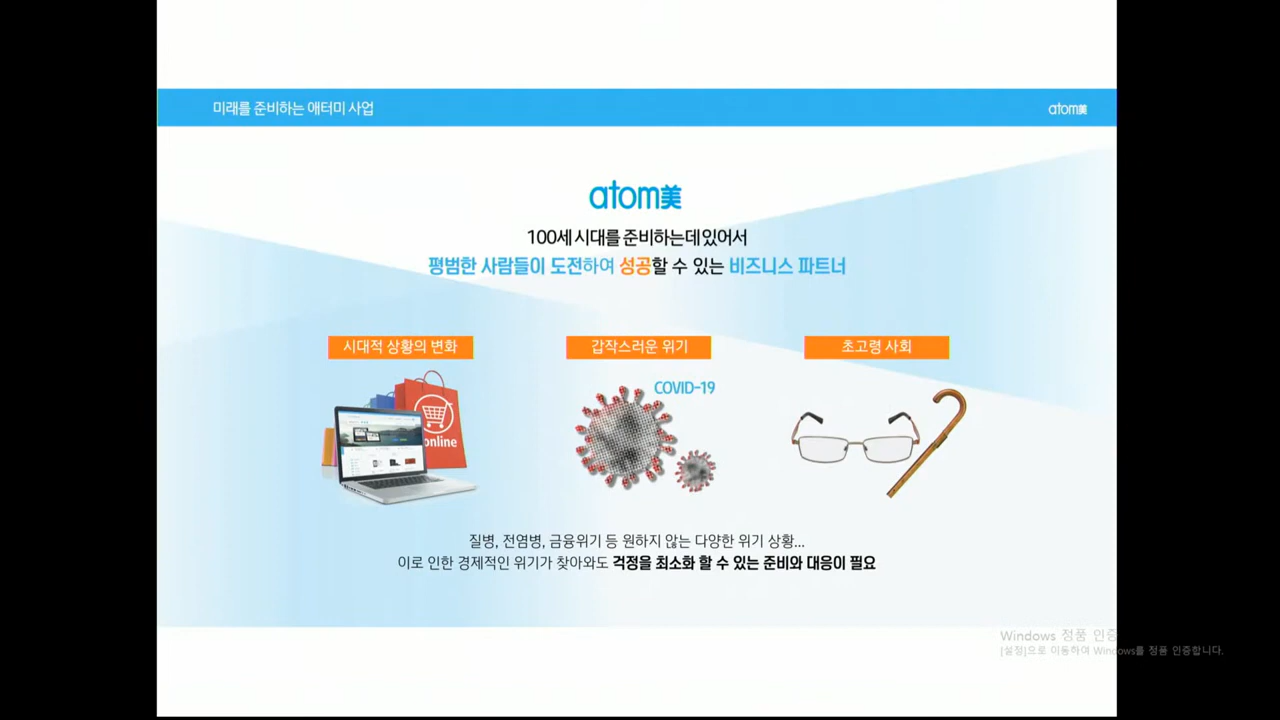 미래를 준비하는 애터미 사업
atom美
atom美
100세 시대를 준비하는데 있어서
평범한 사람들이 도전하여 성공할 수 있는 비즈니스 파트너
시대적 상황의 변화
갑작스러운 위기
초고령 사회
COVID-19
online
질병, 전염병, 금융위기 등 원하지 않는 다양한 위기 상황...
이로 인한 경제적인 위기가 찾아와도 걱정을 최소화 할 수 있는 준비와 대응이 필요
Windows 정품 인증
[설정]으로 이동하여 Windows를 정품 인증합니다.